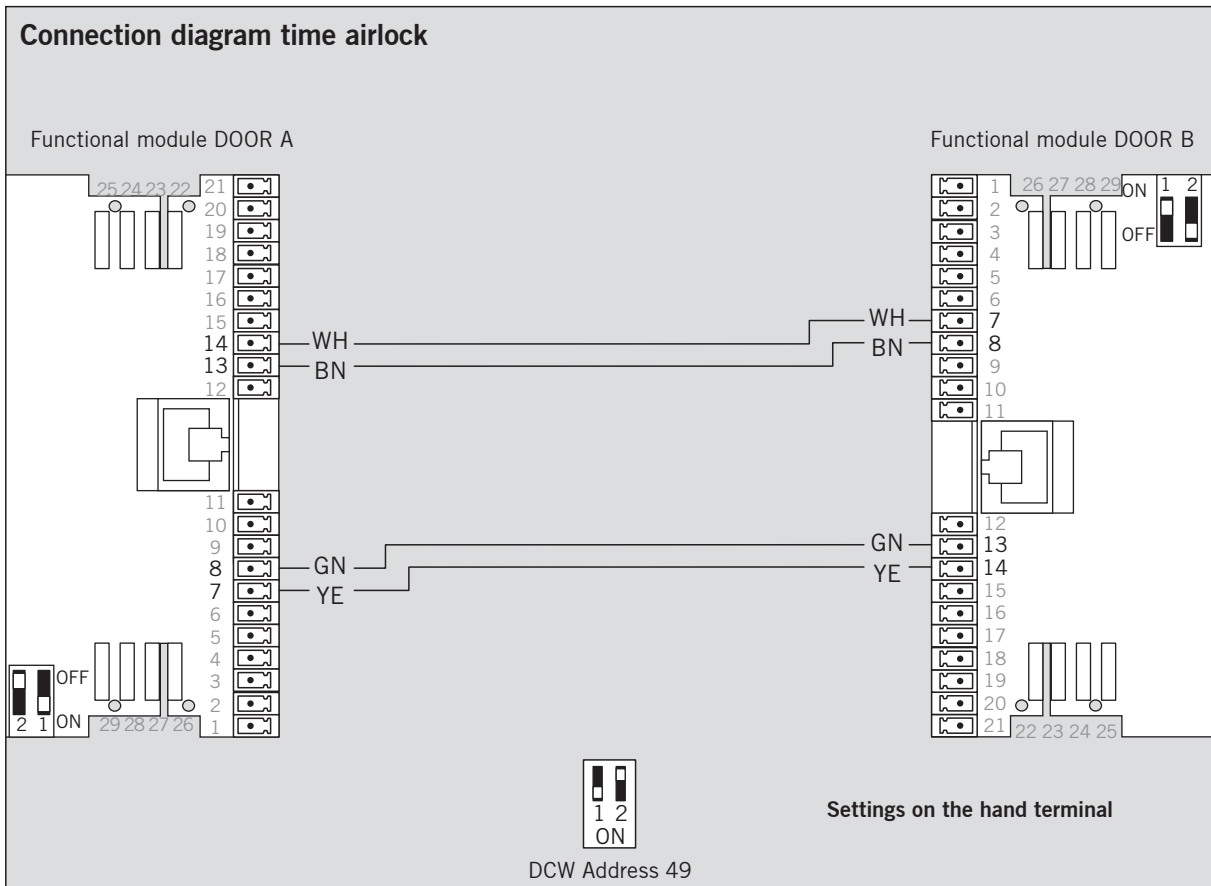 Connection diagram time airlock
Functional module DOOR A
Functional module DOOR B
25 24 23 22
21
20
19
18
17
16
15
14
13
12
11
10
9
8
7
6
5
4
3
2
1
OFF
ON
2 1
29 28 27 26
WH
BN
GN
YE
WH
BN
GN
YE
1
2
3
4
5
6
7
8
9
10
11
12
13
14
15
16
17
18
19
20
21
26 27 28 29
ON
OFF
1 2
22 23 24 25
1 2
ON
DCW Address 49
Settings on the hand terminal